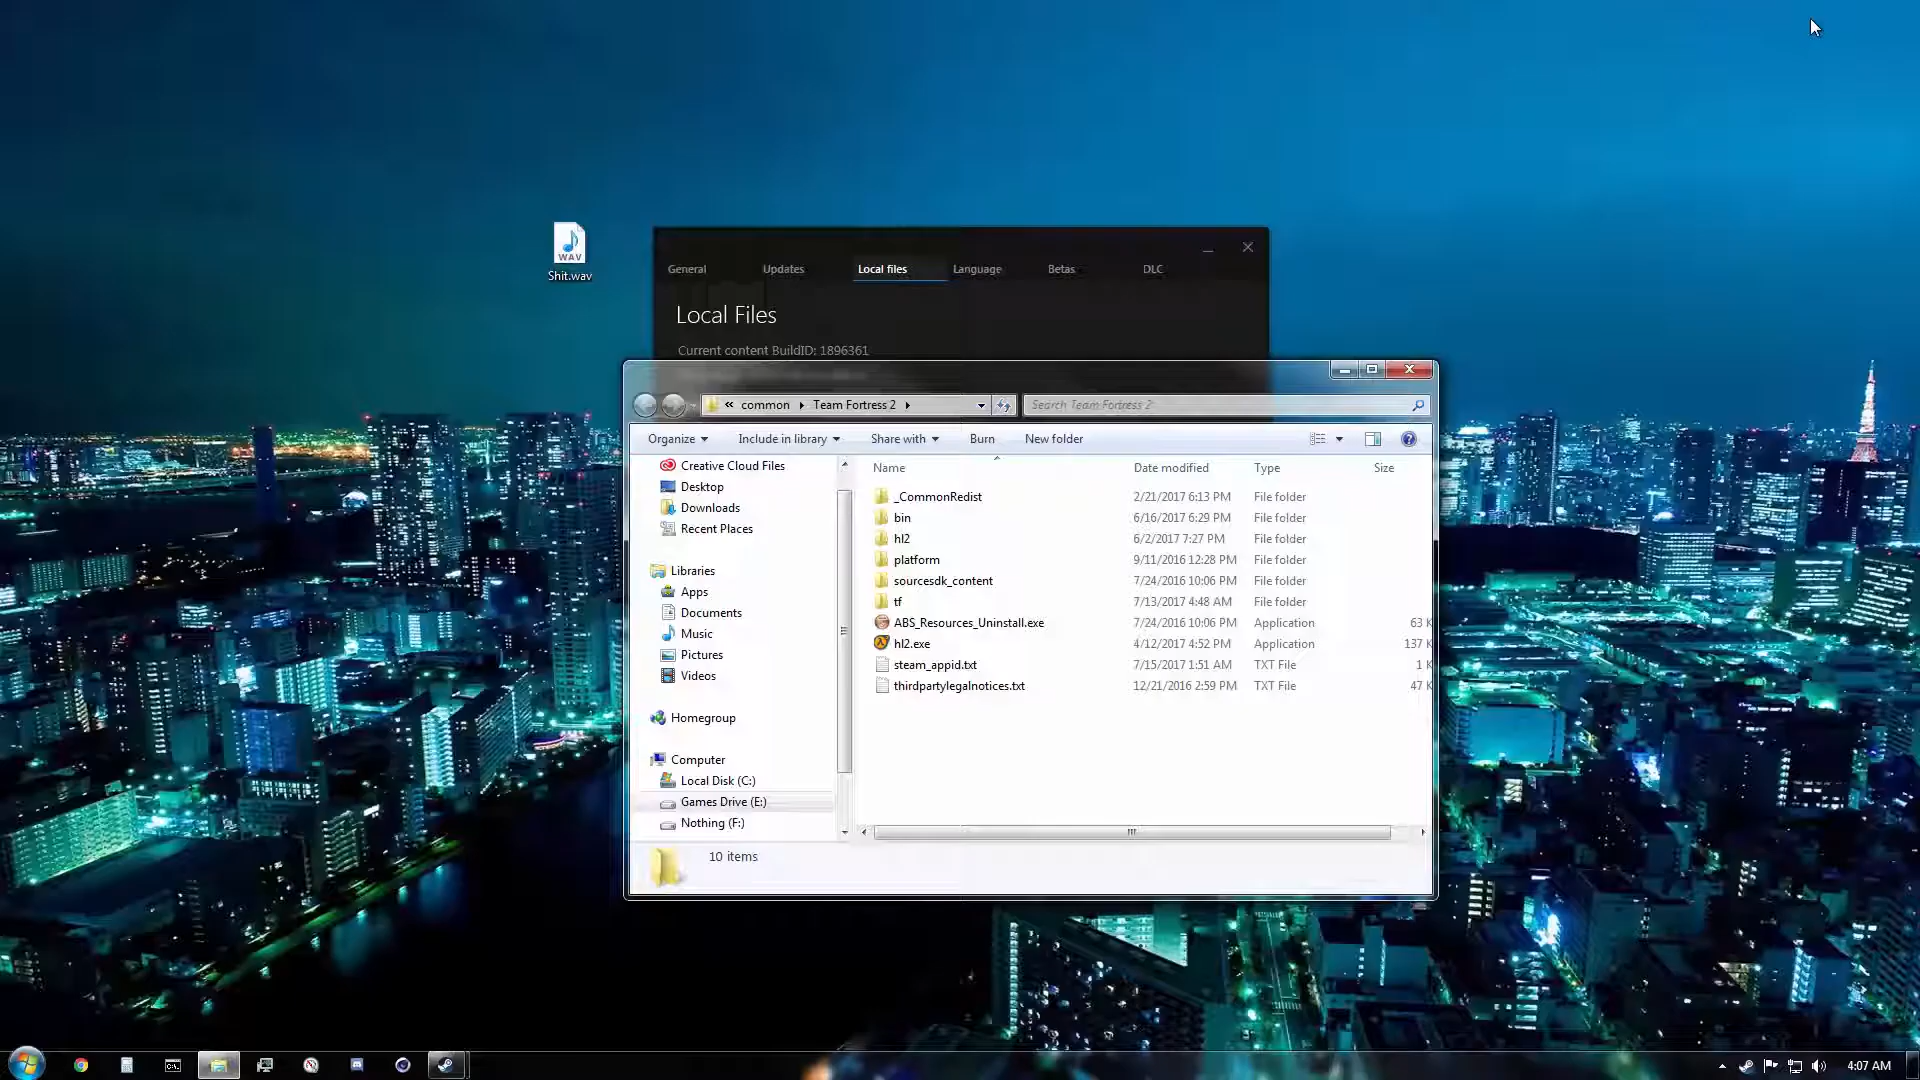 WAV
Shit.wav
General Updates Local files Language Betas DLC
Local Files
Current content BuildID: 1896361
« common Team Fortress 2
Search Team Fortress 2
Organize Include in library Share with Burn New folder
Creative Cloud Files
Desktop
Downloads
Recent Places
Libraries
Apps
Documents
Music
Pictures
Videos
Homegroup
Computer
Local Disk (C:)
Games Drive (E:)
Nothing (F:)
Name Date modified Type Size
_CommonRedist 2/21/2017 6:13 PM File folder
bin 6/16/2017 6:29 PM File folder
hl2 6/2/2017 7:27 PM File folder
platform 9/11/2016 12:28 PM File folder
sourcesdk_content 7/24/2016 10:06 PM File folder
tf 7/13/2017 4:48 AM File folder
ABS_Resources_Uninstall.exe 7/24/2016 10:06 PM Application 63 K
hl2.exe 4/12/2017 4:52 PM Application 137 K
steam_appid.txt 7/15/2017 1:51 AM TXT File 1 K
thirdpartylegalnotices.txt 12/21/2016 2:59 PM TXT File 47 K
10 items
4:07 AM